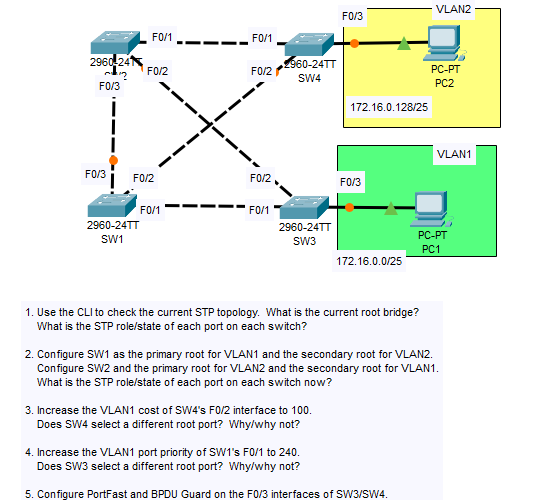 VLAN2
F0/3
F0/1
F0/1
2960-24TT
F0/2
F0/2
2960-24TT
SW4
PC-PT
PC2
F0/3
172.16.0.128/25
VLAN1
F0/3
F0/2
F0/2
F0/3
F0/1
F0/1
2960-24TT
SW1
2960-24TT
SW3
PC-PT
PC1
172.16.0.0/25
1. Use the CLI to check the current STP topology. What is the current root bridge?
What is the STP role/state of each port on each switch?
2. Configure SW1 as the primary root for VLAN1 and the secondary root for VLAN2.
Configure SW2 and the primary root for VLAN2 and the secondary root for VLAN1.
What is the STP role/state of each port on each switch now?
3. Increase the VLAN1 cost of SW4's F0/2 interface to 100.
Does SW4 select a different root port? Why/why not?
4. Increase the VLAN1 port priority of SW1's F0/1 to 240.
Does SW3 select a different root port? Why/why not?
5. Configure PortFast and BPDU Guard on the F0/3 interfaces of SW3/SW4.